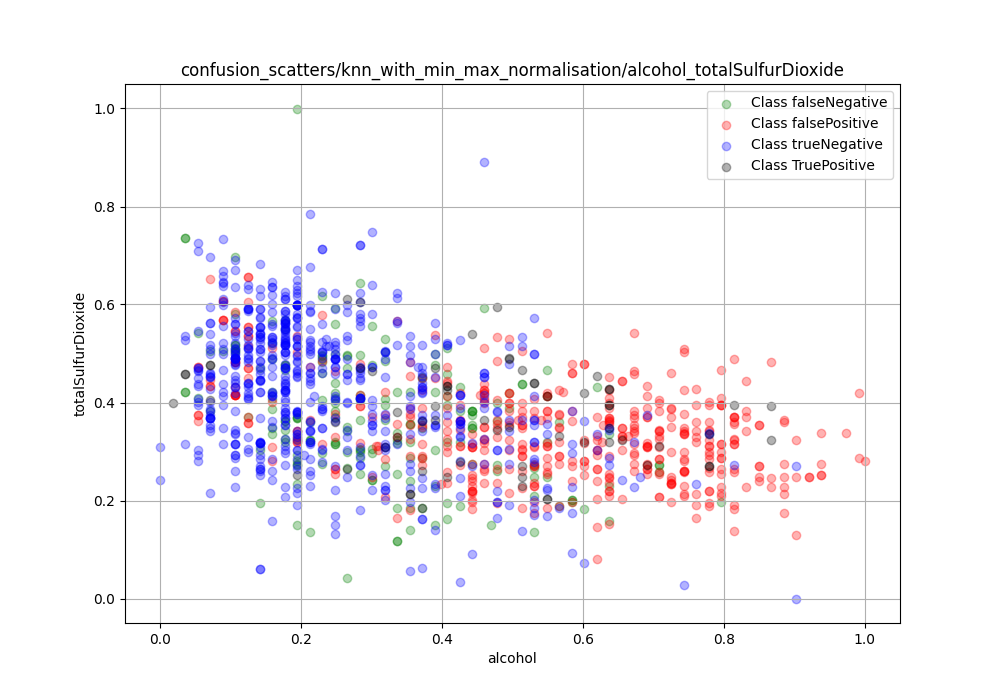 confusion_scatters/knn_with_min_max_normalisation/alcohol_totalSulfurDioxide
Class falseNegative
Class falsePositive
Class trueNegative
Class TruePositive
1.0
0.8
0.6
0.4
0.2
0.0
totalSulfurDioxide
0.0 0.2 0.4 0.6 0.8 1.0
alcohol